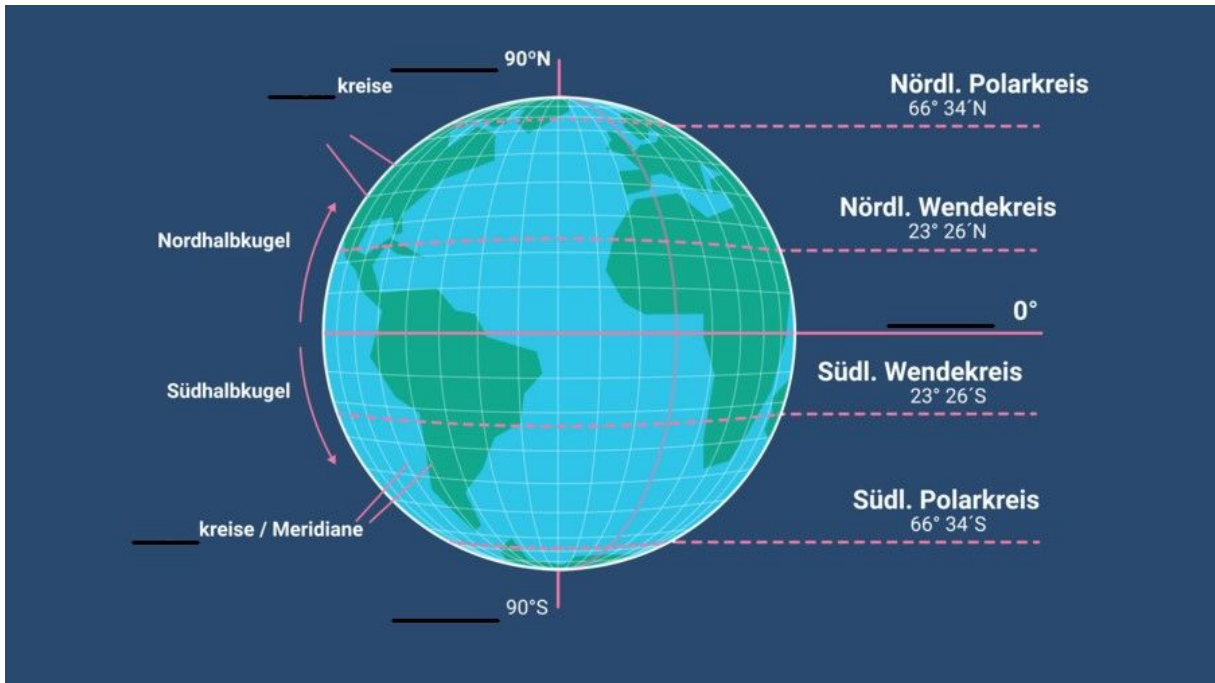 90ºN
kreise
Nördl. Polarkreis
66° 34´N
Nördl. Wendekreis
23° 26´N
Nordhalbkugel
0°
Südl. Wendekreis
23° 26´S
Südhalbkugel
Südl. Polarkreis
66° 34´S
kreise / Meridiane
90°S